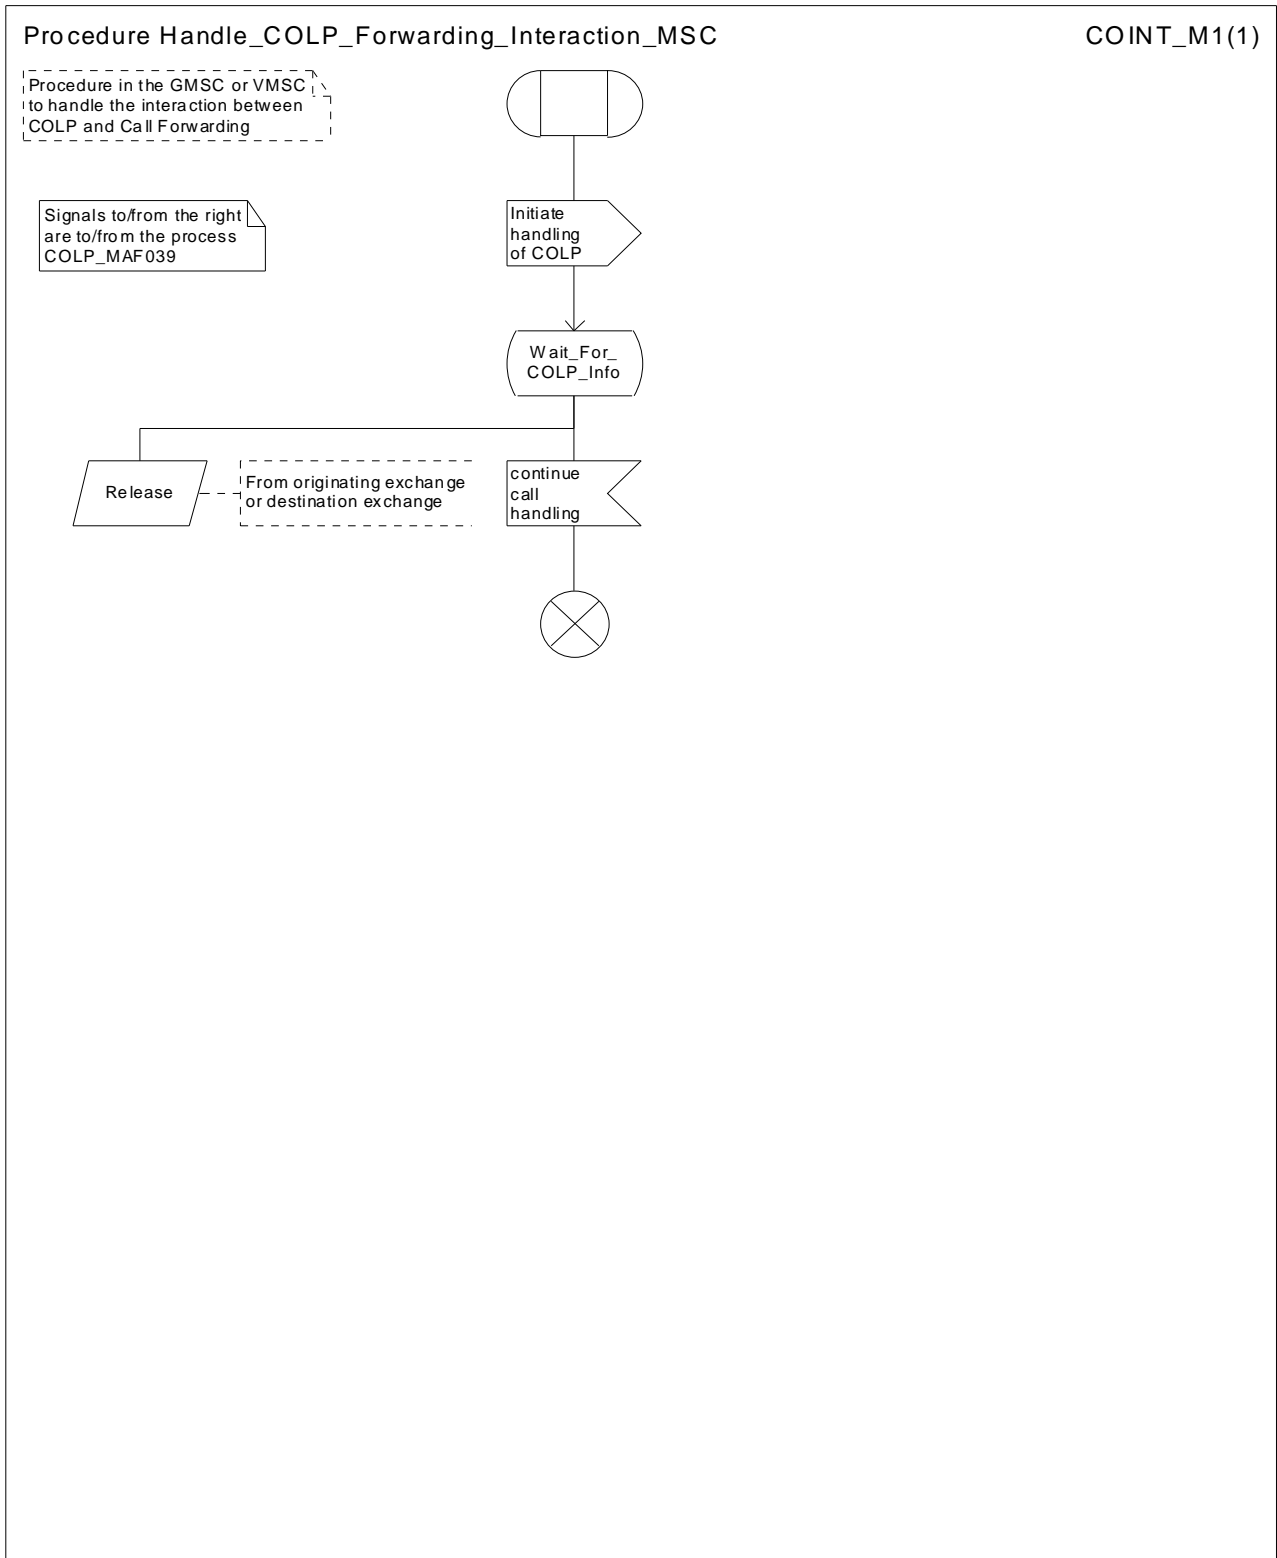 Procedure Handle_COLP_Forwarding_Interaction_MSC
COINT_M1(1)
Procedure in the GMSC or VMSC
to handle the interaction between
COLP and Call Forwarding
Signals to/from the right
are to/from the process
COLP_MAF039
Initiate
handling
of COLP
Wait_For_
COLP_Info
Release
From originating exchange
or destination exchange
continue
call
handling